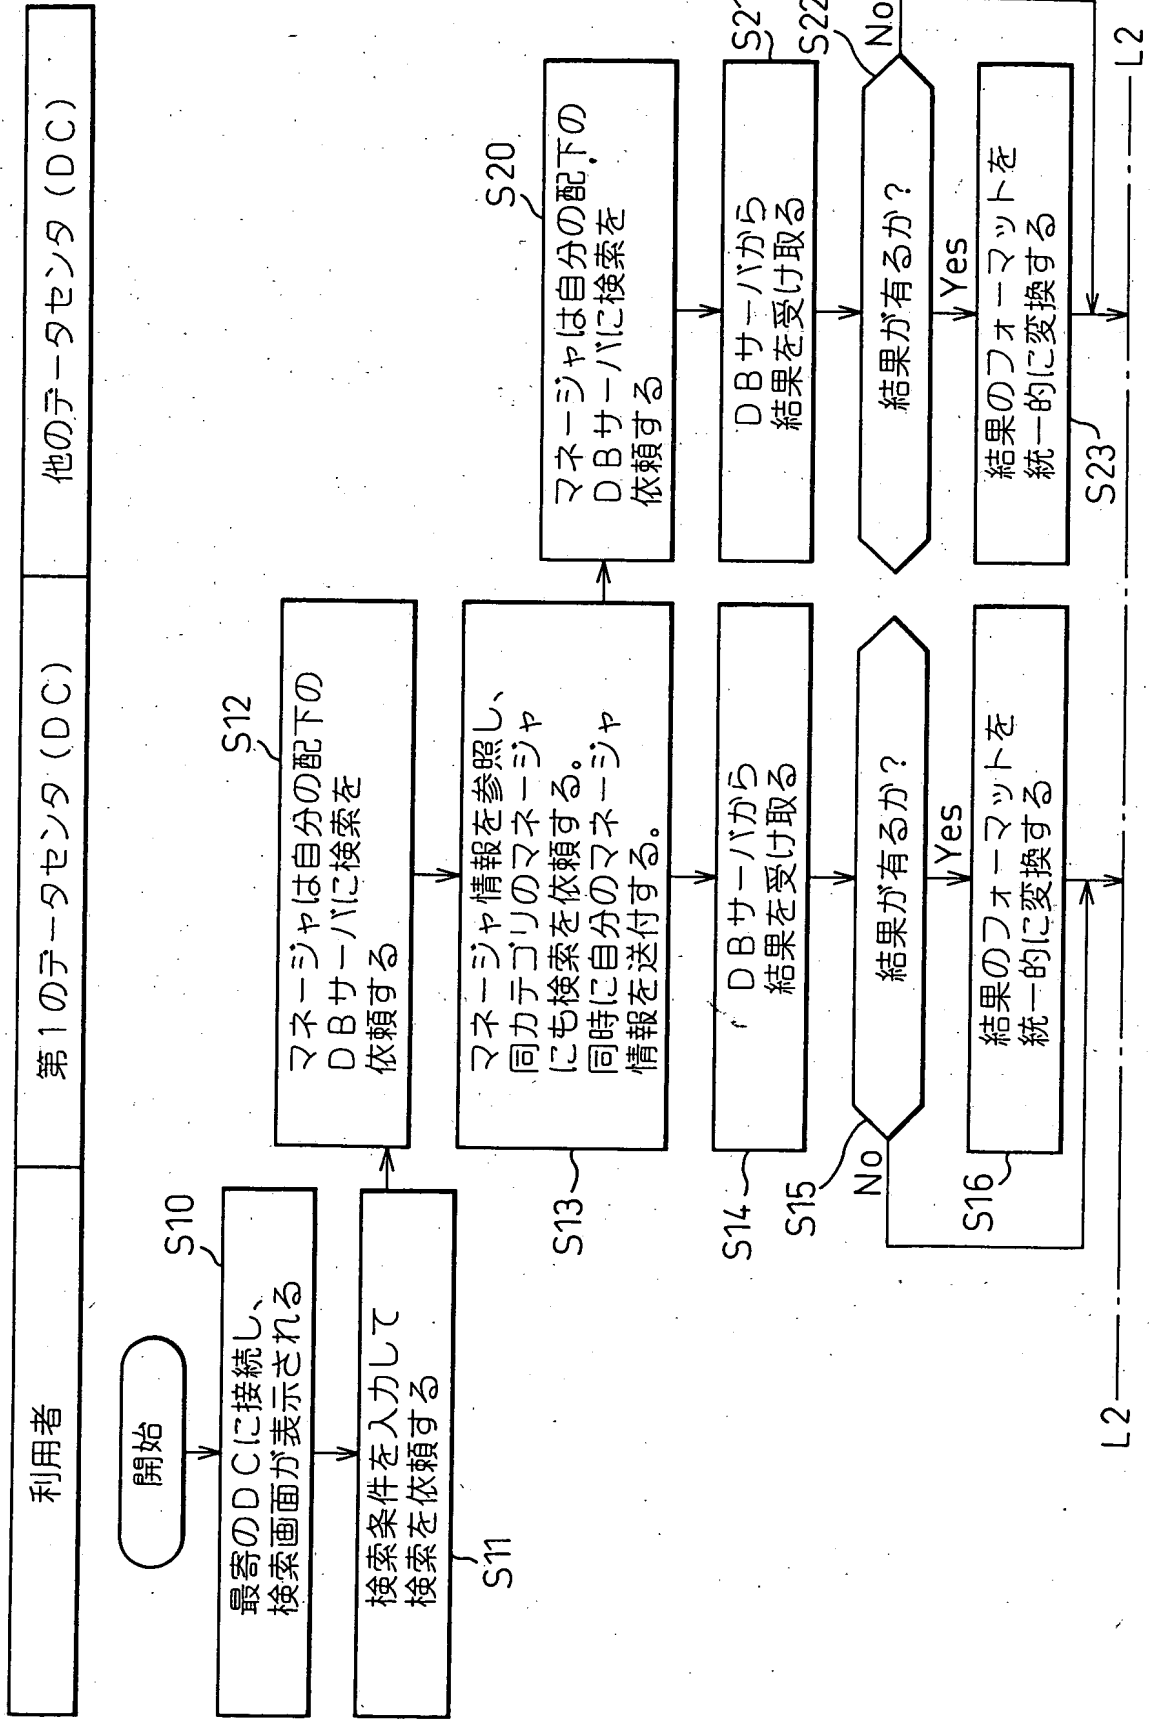 利用者
第1のデータセンタ(DC)
他のデータセンタ(DC)
開始
S10
最寄のDCに接続し、
検索画面が表示される
検索条件を入力して
検索を依頼する
S11
S12
マネージャは自分の配下の
DBサーバに検索を
依頼する
マネージャ情報を参照し、
同カテゴリのマネージャ
にも検索を依頼する。
同時に自分のマネージャ
情報を送付する。
S13
S20
マネージャは自分の配下の
DBサーバに検索を
依頼する
DBサーバから
結果を受け取る
S14
S21
DBサーバから
結果を受け取る
S15
結果が有るか?
No
Yes
S22
結果が有るか?
No
Yes
結果のフォーマットを
統一的に変換する
S16
結果のフォーマットを
統一的に変換する
S23
L2
L2